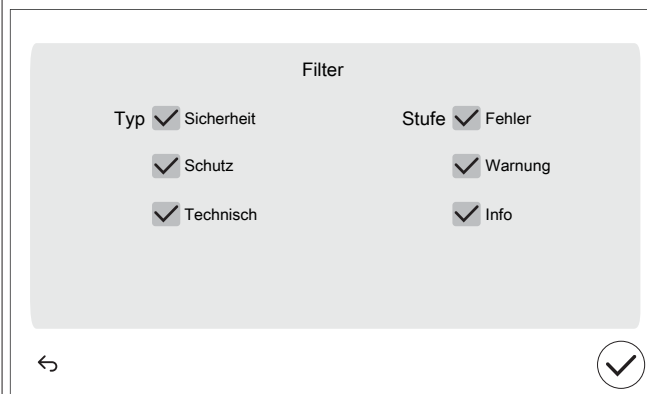 Filter
Typ Sicherheit Stufe Fehler
Schutz Warnung
Technisch Info